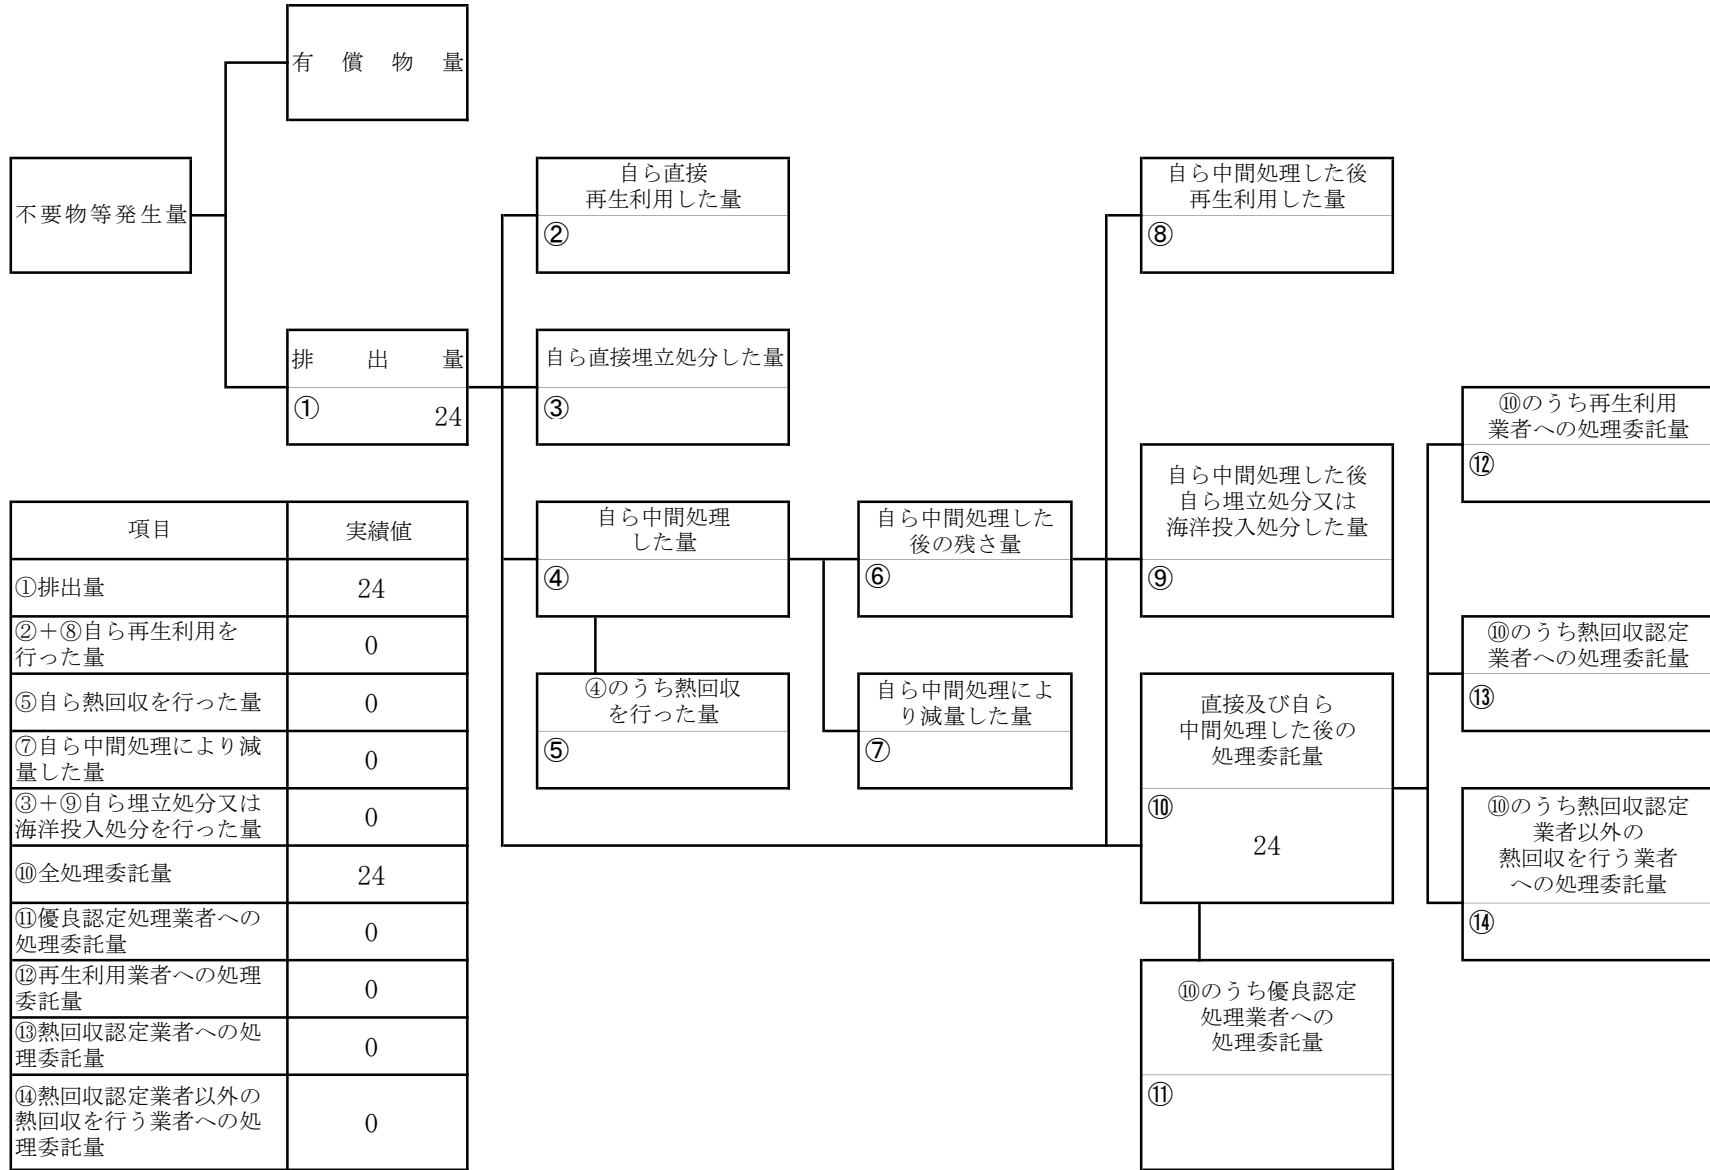 有償物量
不要物等発生量
自ら直接
再生利用した量
②
自ら中間処理した後
再生利用した量
⑧
排出量
①
24
自ら直接埋立処分した量
③
⑩のうち再生利用
業者への処理委託量
⑫
自ら中間処理
した量
④
自ら中間処理した
後の残さ量
⑥
自ら中間処理した後
自ら埋立処分又は
海洋投入処分した量
⑨
⑩のうち熱回収認定
業者への処理委託量
⑬
④のうち熱回収
を行った量
⑤
自ら中間処理によ
り減量した量
⑦
直接及び自ら
中間処理した後の
処理委託量
⑩
24
⑩のうち熱回収認定
業者以外の
熱回収を行う業者
への処理委託量
⑭
⑩のうち優良認定
処理業者への
処理委託量
⑪
項目
実績値
①排出量
24
②＋⑧自ら再生利用を
行った量
0
⑤自ら熱回収を行った量
0
⑦自ら中間処理により減
量した量
0
③＋⑨自ら埋立処分又は
海洋投入処分を行った量
0
⑩全処理委託量
24
⑪優良認定処理業者への
処理委託量
0
⑫再生利用業者への処理
委託量
0
⑬熱回収認定業者への処
理委託量
0
⑭熱回収認定業者以外の
熱回収を行う業者への処
理委託量
0